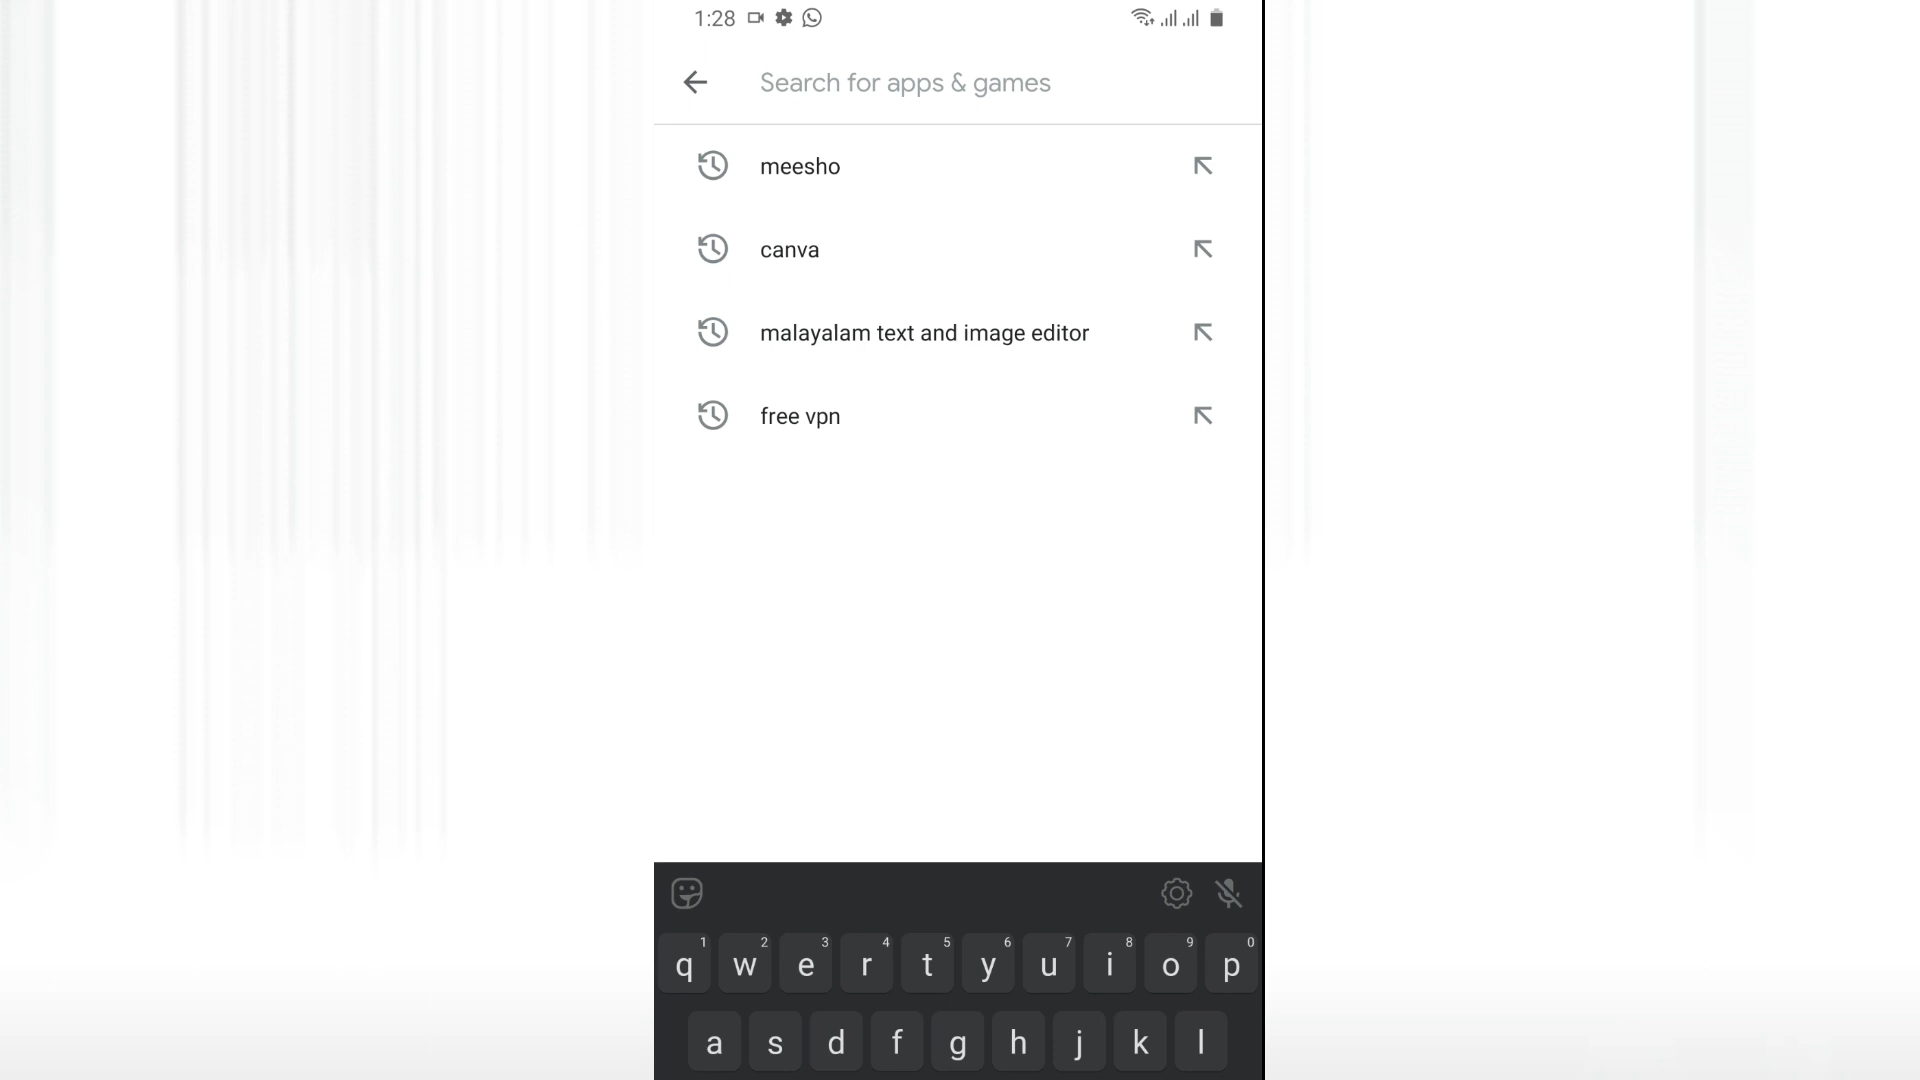 1:28
Search for apps & games
meesho
canva
malayalam text and image editor
free vpn
1 2 3 4 5 6 7 8 9 0
q w e r t y u i o p
a s d f g h j k l